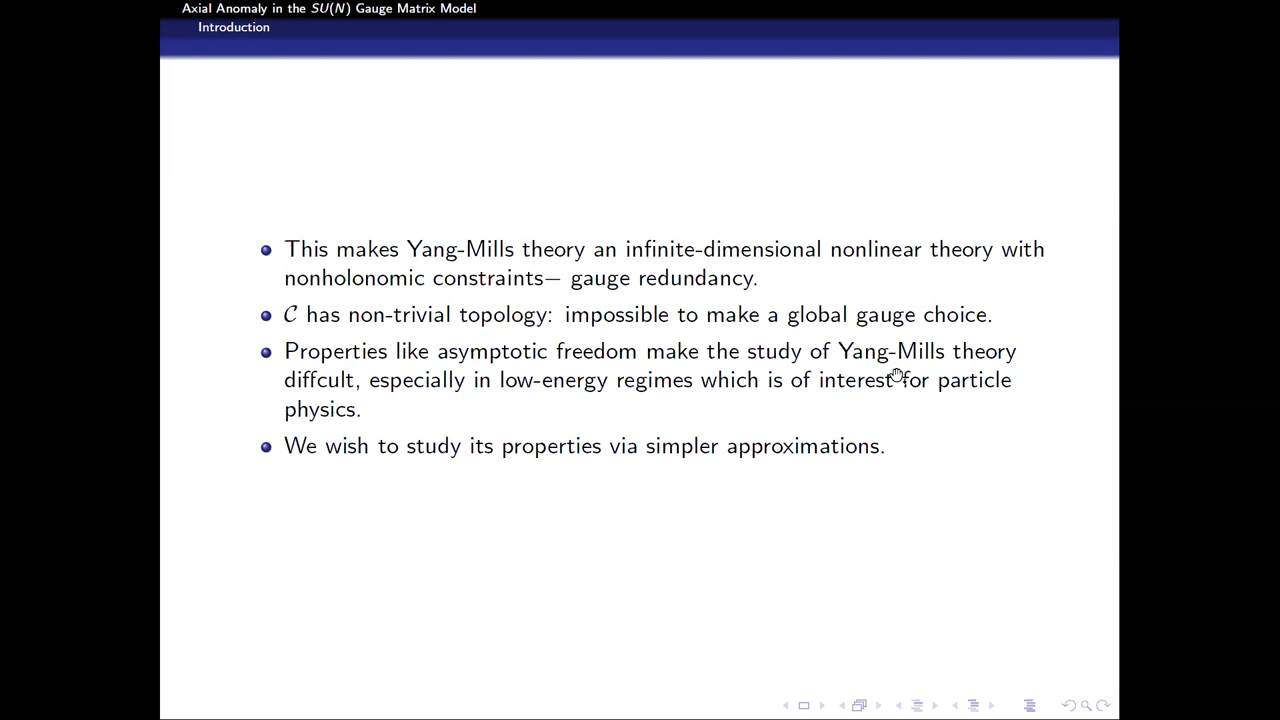 Axial Anomaly in the SU(N) Gauge Matrix Model
Introduction
This makes Yang-Mills theory an infinite-dimensional nonlinear theory with
nonholonomic constraints− gauge redundancy.
𝒞 has non-trivial topology: impossible to make a global gauge choice.
Properties like asymptotic freedom make the study of Yang-Mills theory
diffcult, especially in low-energy regimes which is of interest for particle
physics.
We wish to study its properties via simpler approximations.